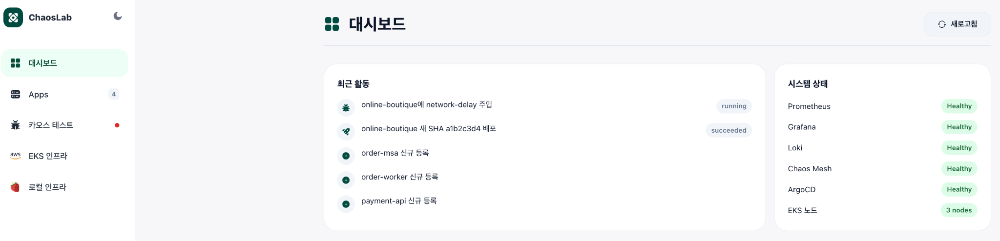 ChaosLab
대시보드
Apps 4
카오스 테스트
aws EKS 인프라
로컬 인프라
대시보드
새로고침
최근 활동
online-boutique에 network-delay 주입 running
online-boutique 새 SHA a1b2c3d4 배포 succeeded
order-msa 신규 등록
order-worker 신규 등록
payment-api 신규 등록
시스템 상태
Prometheus Healthy
Grafana Healthy
Loki Healthy
Chaos Mesh Healthy
ArgoCD Healthy
EKS 노드 3 nodes